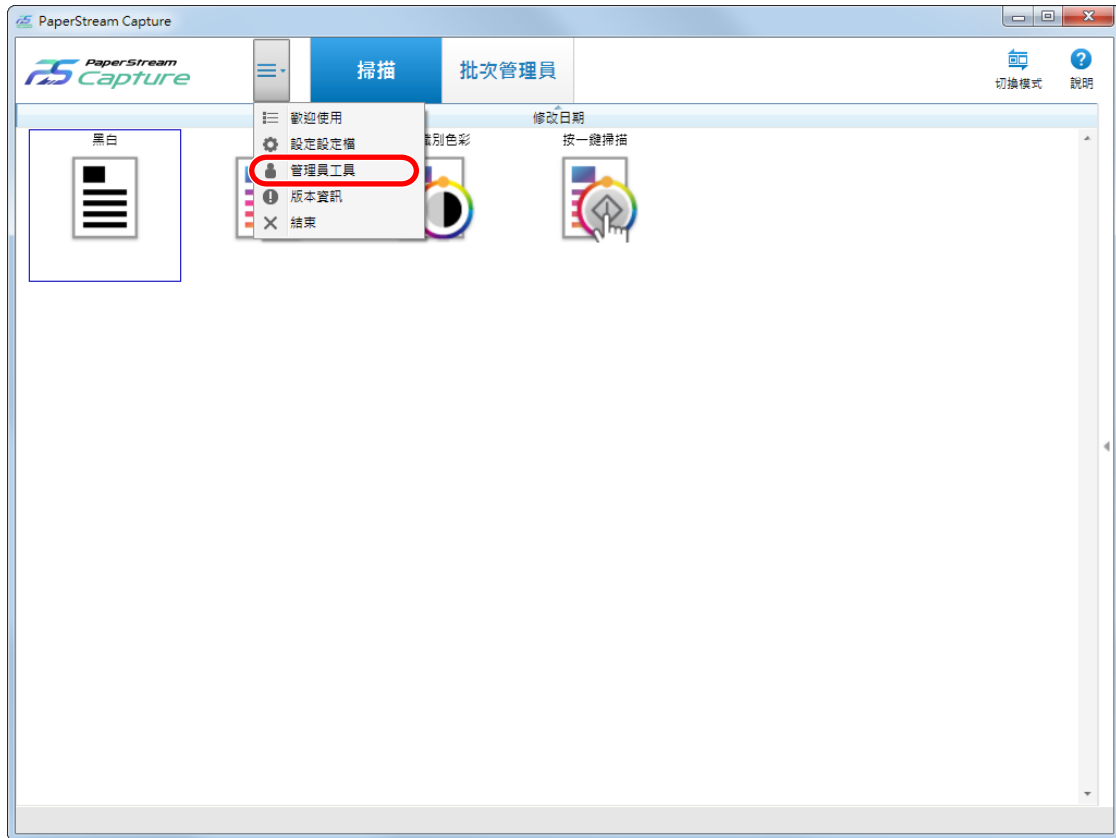 PaperStream Capture
PaperStream
Capture
掃描
批次管理員
切換模式
說明
歡迎使用
設定設定檔
管理員工具
版本資訊
結束
修改日期
黑白
識別色彩
按一鍵掃描